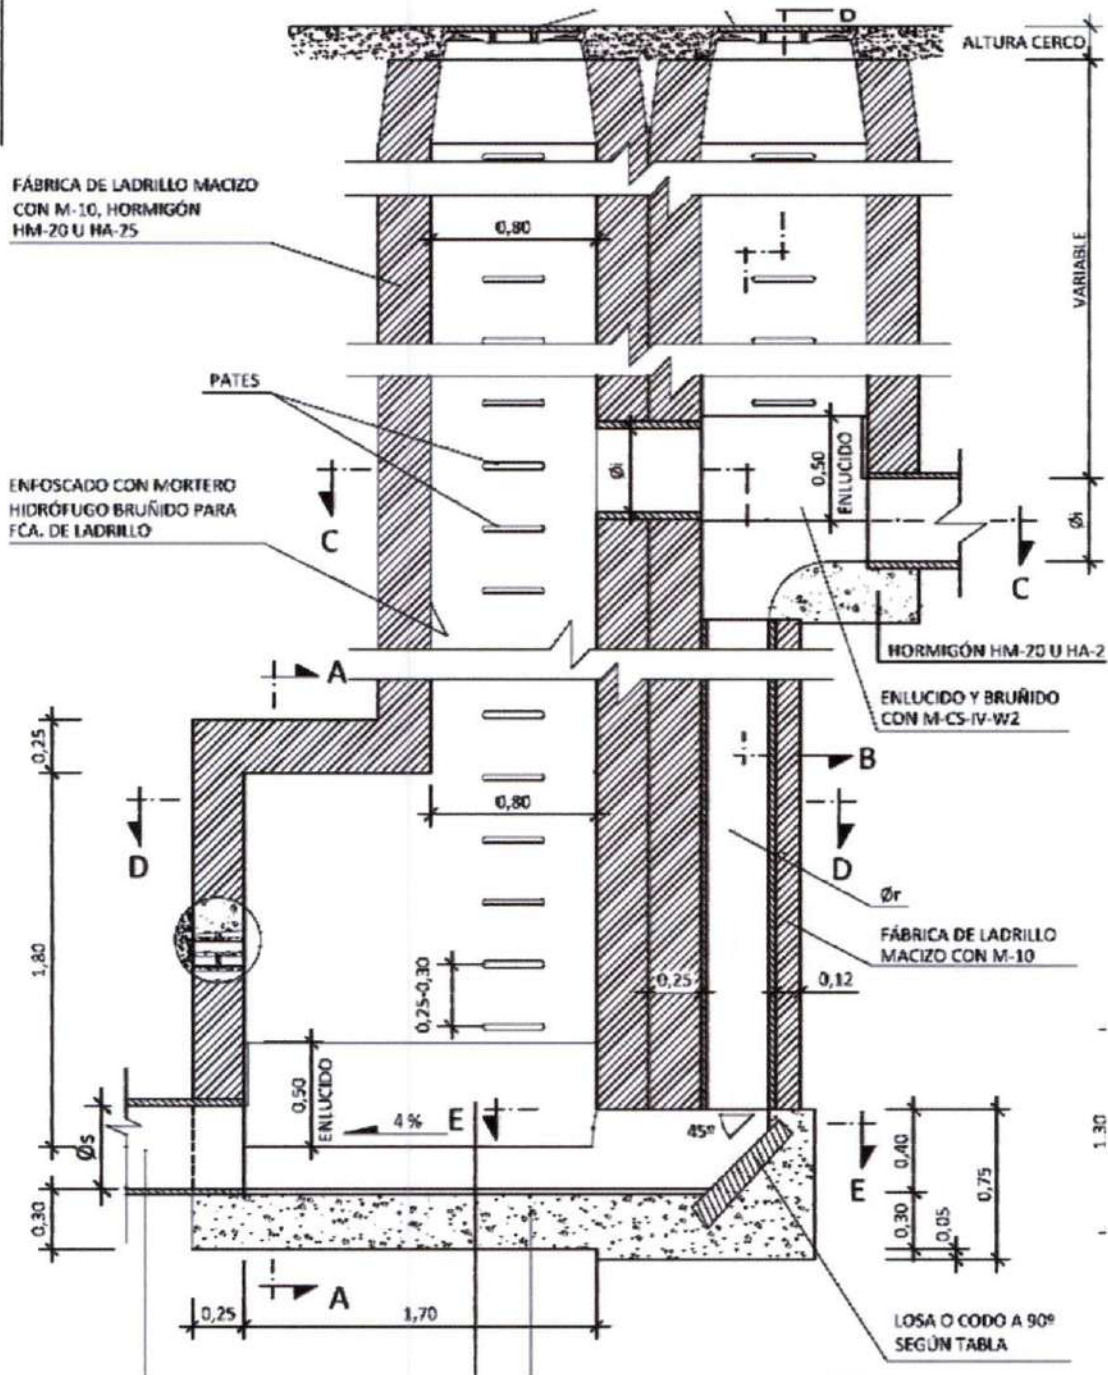 D
ALTURA CERCO
FÁBRICA DE LADRILLO MACIZO
CON M-10, HORMIGÓN
HM-20 U HA-25
0,80
VARIABLE
PATES
ENFOSCADO CON MORTERO
HIDRÓFUGO BRUÑIDO PARA
FCA. DE LADRILLO
Øi
0,50
ENLUCIDO
Øi
C
C
HORMIGÓN HM-20 U HA-2
A
ENLUCIDO Y BRUÑIDO
CON M-CS-IV-W2
0,25
B
0,80
D
D
Ør
FÁBRICA DE LADRILLO
MACIZO CON M-10
1,80
0,25-0,30
0,25
0,12
0,50
ENLUCIDO
4 %
E
45º
Øs
0,40
0,75
1.30
E
0,30
0,30
0,05
A
0,25
1,70
LOSA O CODO A 90º
SEGÚN TABLA